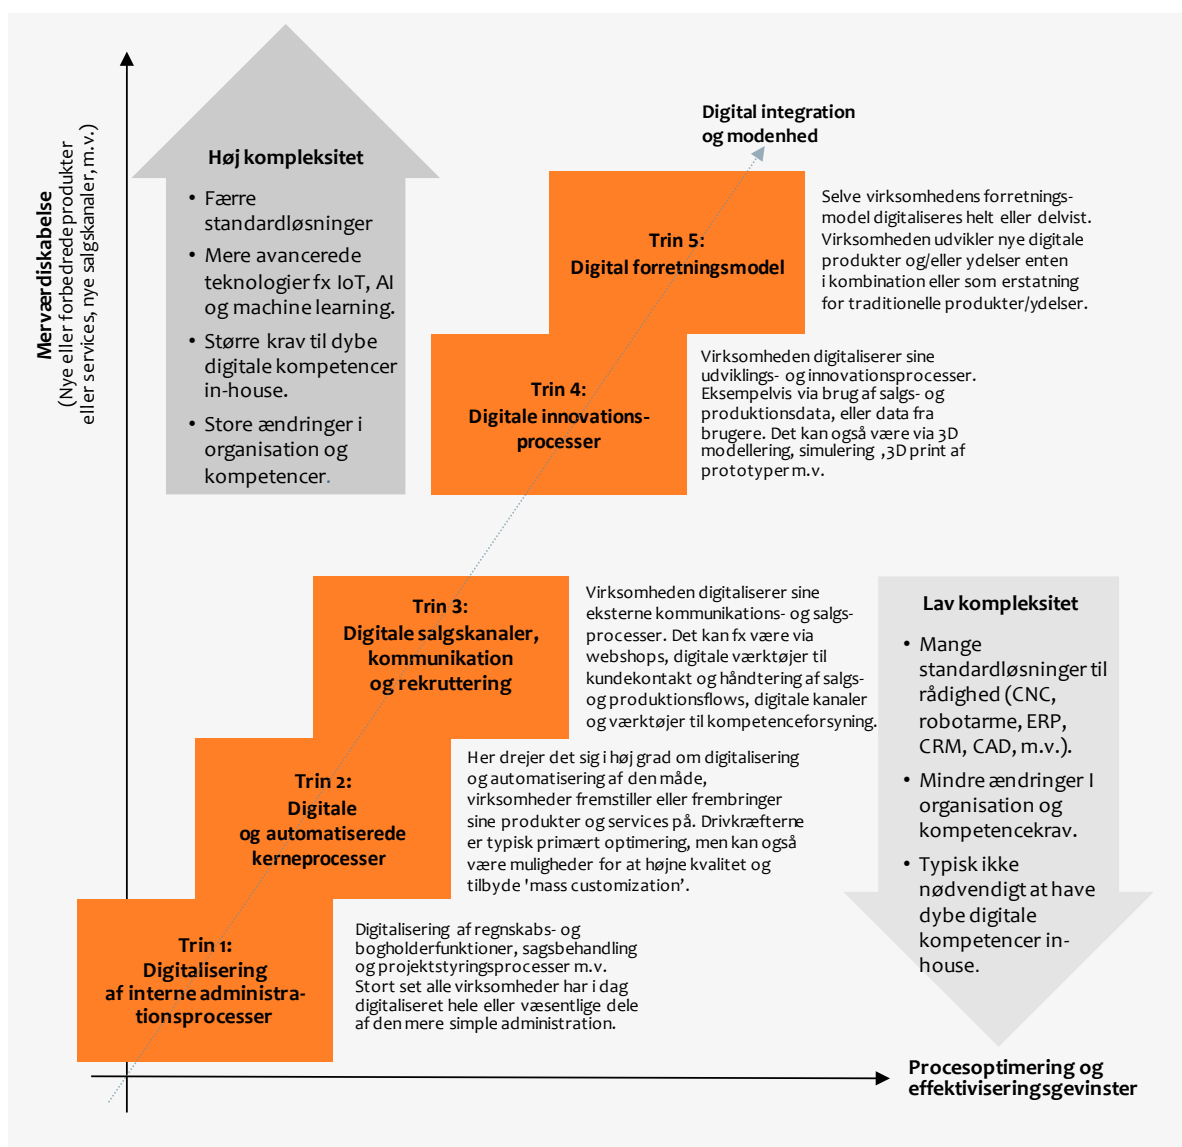 Merværdiskabelse
(Nye eller forbedrede produkter
eller services, nye salgskanaler, m.v.)
Høj kompleksitet
• Færre
standardløsninger
• Mere avancerede
teknologier fx IoT, AI
og machine learning.
• Større krav til dybe
digitale kompetencer
in-house.
• Store ændringer i
organisation og
kompetencer.
Digital integration
og modenhed
Trin 5:
Digital forretningsmodel
Selve virksomhedens forretnings-
model digitaliseres helt eller delvist.
Virksomheden udvikler nye digitale
produkter og/eller ydelser enten
i kombination eller som erstatning
for traditionelle produkter/ydelser.
Trin 4:
Digitale innovations-
processer
Virksomheden digitaliserer sine
udviklings- og innovationsprocesser.
Eksempelvis via brug af salgs- og
produktionsdata, eller data fra
brugere. Det kan også være via 3D
modellering, simulering ,3D print af
prototyper m.v.
Trin 3:
Digitale salgskanaler,
kommunikation
og rekruttering
Virksomheden digitaliserer sine
eksterne kommunikations- og salgs-
processer. Det kan fx være via
webshops, digitale værktøjer til
kundekontakt og håndtering af salgs-
og produktionsflows, digitale kanaler
og værktøjer til kompetenceforsyning.
Trin 2:
Digitale
og automatiserede
kerneprocesser
Her drejer det sig i høj grad om digitalisering
og automatisering af den måde,
virksomheder fremstiller eller frembringer
sine produkter og services på. Drivkræfterne
er typisk primært optimering, men kan også
være muligheder for at højne kvalitet og
tilbyde 'mass customization’.
Trin 1:
Digitalisering
af interne administra-
tionsprocesser
Digitalisering af regnskabs- og
bogholderfunktioner, sagsbehandling
og projektstyringsprocesser m.v.
Stort set alle virksomheder har i dag
digitaliseret hele eller væsentlige dele
af den mere simple administration.
Lav kompleksitet
• Mange
standardløsninger til
rådighed (CNC,
robotarme, ERP,
CRM, CAD, m.v.).
• Mindre ændringer I
organisation og
kompetencekrav.
• Typisk ikke
nødvendigt at have
dybe digitale
kompetencer in-
house.
Procesoptimering og
effektiviseringsgevinster